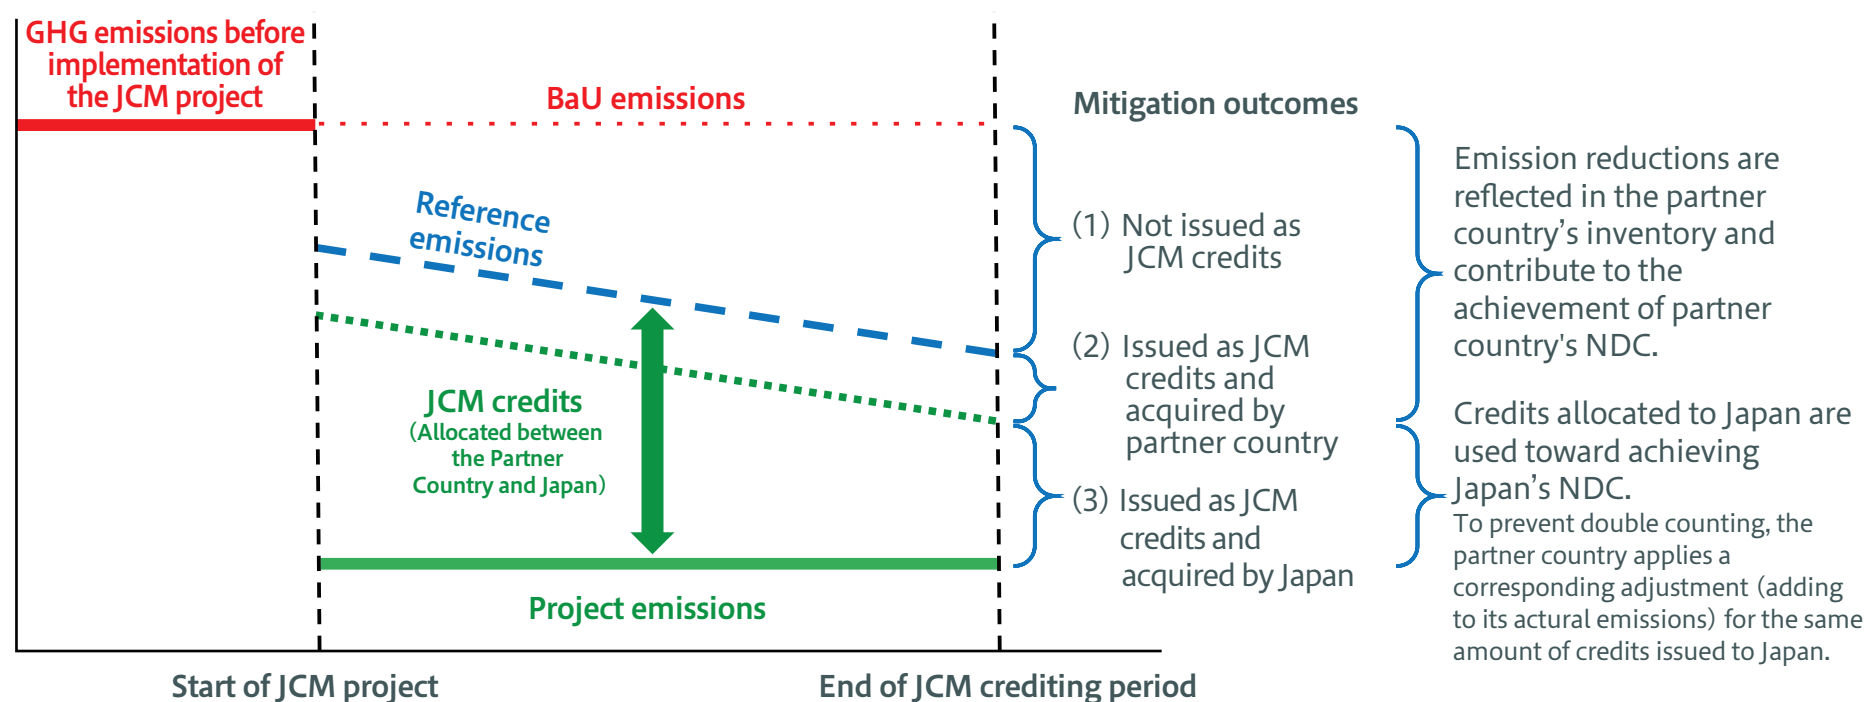 GHG emissions before
implementation of
the JCM project
BaU emissions
Reference
emissions
JCM credits
(Allocated between
the Partner
Country and Japan)
Project emissions
Start of JCM project
End of JCM crediting period
Mitigation outcomes
(1) Not issued as
JCM credits
(2) Issued as JCM
credits and
acquired by
partner country
(3) Issued as JCM
credits and
acquired by Japan
Emission reductions are
reflected in the partner
country’s inventory and
contribute to the
achievement of partner
country's NDC.
Credits allocated to Japan are
used toward achieving
Japan’s NDC.
To prevent double counting, the
partner country applies a
corresponding adjustment (adding
to its actural emissions) for the same
amount of credits issued to Japan.